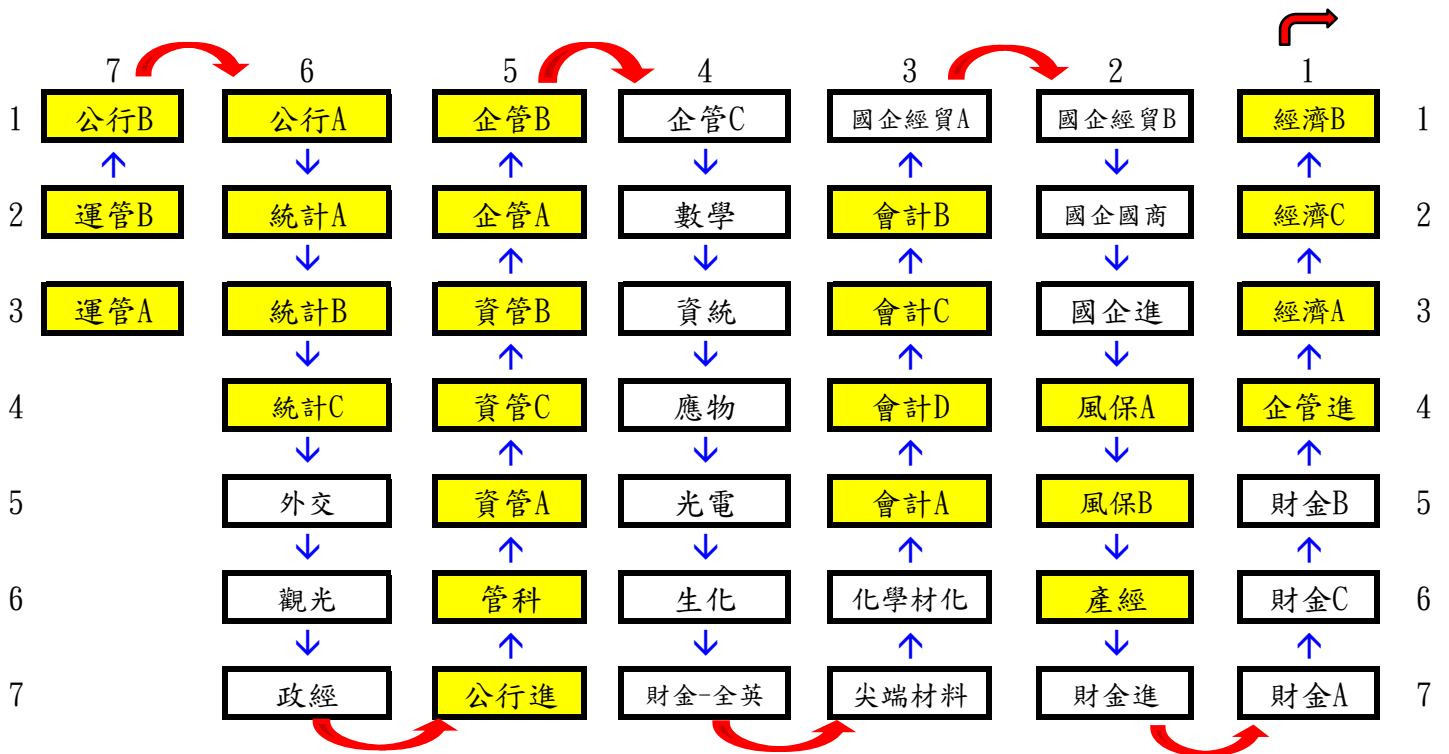 7 6 5 4 3 2 1
1 公行B 公行A 企管B 企管C 國企經貿A 國企經貿B 經濟B 1
2 運管B 統計A 企管A 數學 會計B 國企國商 經濟C 2
3 運管A 統計B 資管B 資統 會計C 國企進 經濟A 3
4 統計C 資管C 應物 會計D 風保A 企管進 4
5 外交 資管A 光電 會計A 風保B 財金B 5
6 觀光 管科 生化 化學材化 產經 財金C 6
7 政經 公行進 財金-全英 尖端材料 財金進 財金A 7